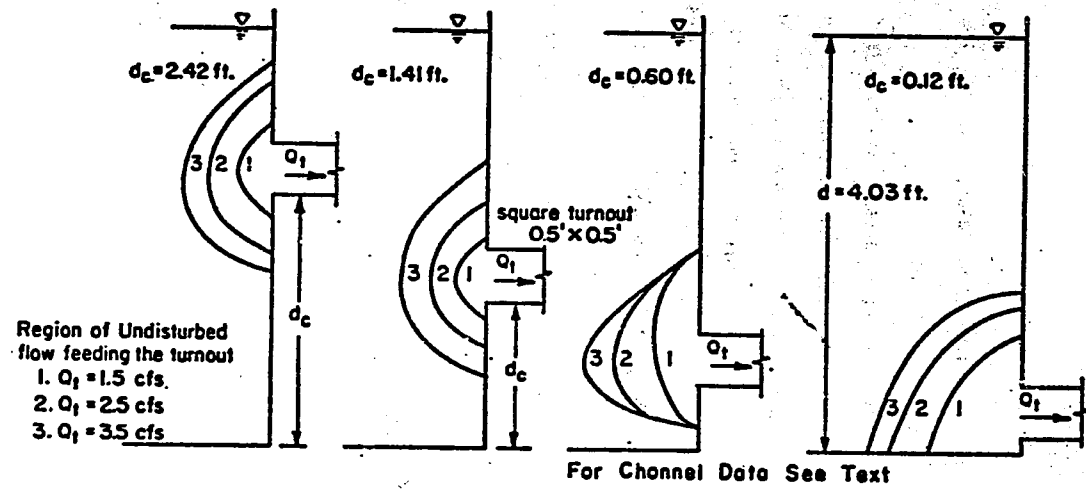 d_c=2.42 ft.
3 2 1
Q_t
d_c
d_c=1.41 ft.
square turnout
0.5' × 0.5'
3 2 1
Q_t
d_c
d_c=0.60 ft.
3 2 1
Q_t
d_c=0.12 ft.
d=4.03 ft.
3 2 1
Q_t
Region of Undisturbed
flow feeding the turnout
1. Q_t =1.5 cfs.
2. Q_t =2.5 cfs
3. Q_t =3.5 cfs
For Channel Data See Text